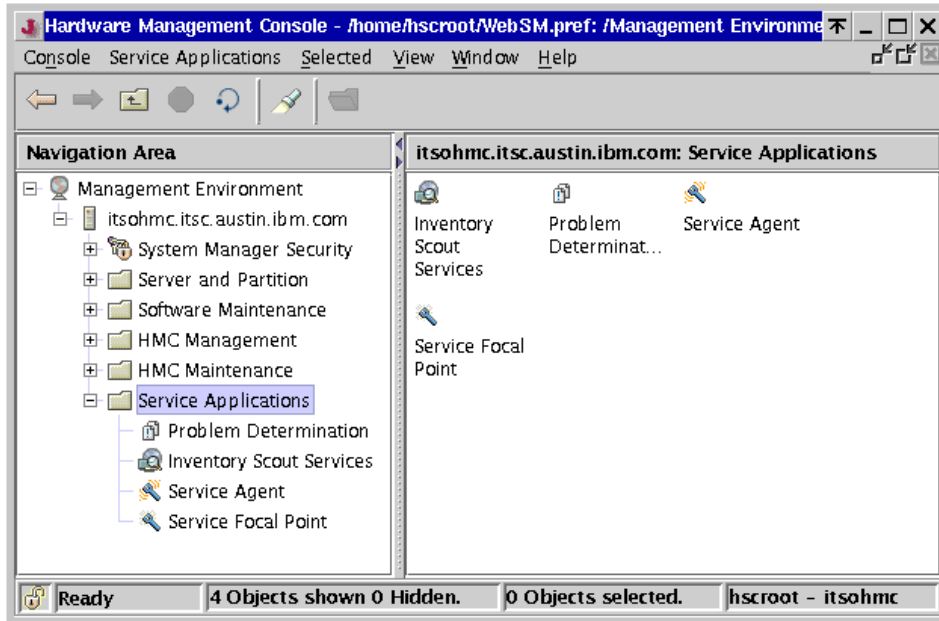 Hardware Management Console - /home/hscroot/WebSM.pref: /Management Environme
Console Service Applications Selected View Window Help
Navigation Area
Management Environment
itsohmc.itsc.austin.ibm.com
System Manager Security
Server and Partition
Software Maintenance
HMC Management
HMC Maintenance
Service Applications
Problem Determination
Inventory Scout Services
Service Agent
Service Focal Point
itsohmc.itsc.austin.ibm.com: Service Applications
Inventory
Scout
Services
Problem
Determinat...
Service Agent
Service Focal
Point
Ready
4 Objects shown 0 Hidden.
0 Objects selected.
hscroot - itsohmc